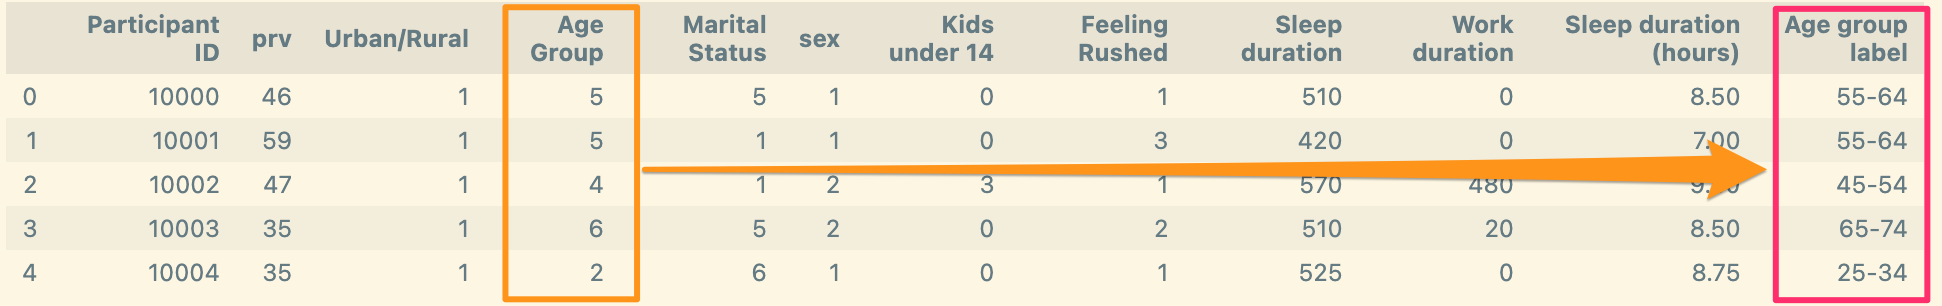 Participant ID prv Urban/Rural Age Group Marital Status sex Kids under 14 Feeling Rushed Sleep duration Work duration Sleep duration (hours) Age group label
0 10000 46 1 5 5 1 0 1 510 0 8.50 55-64
1 10001 59 1 5 1 1 0 3 420 0 7.00 55-64
2 10002 47 1 4 1 2 3 1 570 480 45-54
3 10003 35 1 6 5 2 0 2 510 20 8.50 65-74
4 10004 35 1 2 6 1 0 1 525 0 8.75 25-34